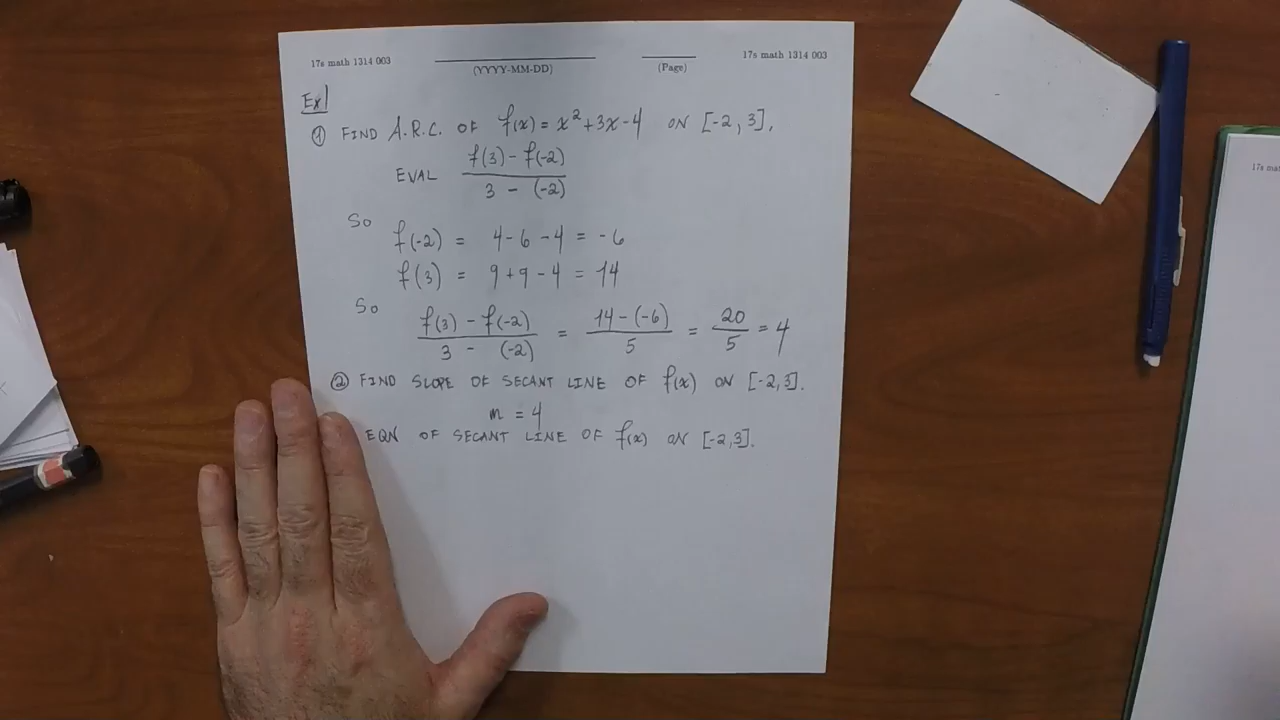 17s math 1314 003 (YYYY-MM-DD) (Page) 17s math 1314 003
Ex1
① FIND A.R.C. OF f(x) = x² + 3x - 4 ON [-2, 3],
EVAL (f(3) - f(-2)) / (3 - (-2))
So
f(-2) = 4 - 6 - 4 = -6
f(3) = 9 + 9 - 4 = 14
So
(f(3) - f(-2)) / (3 - (-2)) = (14 - (-6)) / 5 = 20 / 5 = 4
② FIND SLOPE OF SECANT LINE OF f(x) ON [-2, 3].
m = 4
EQN OF SECANT LINE OF f(x) ON [-2, 3].
17s mat